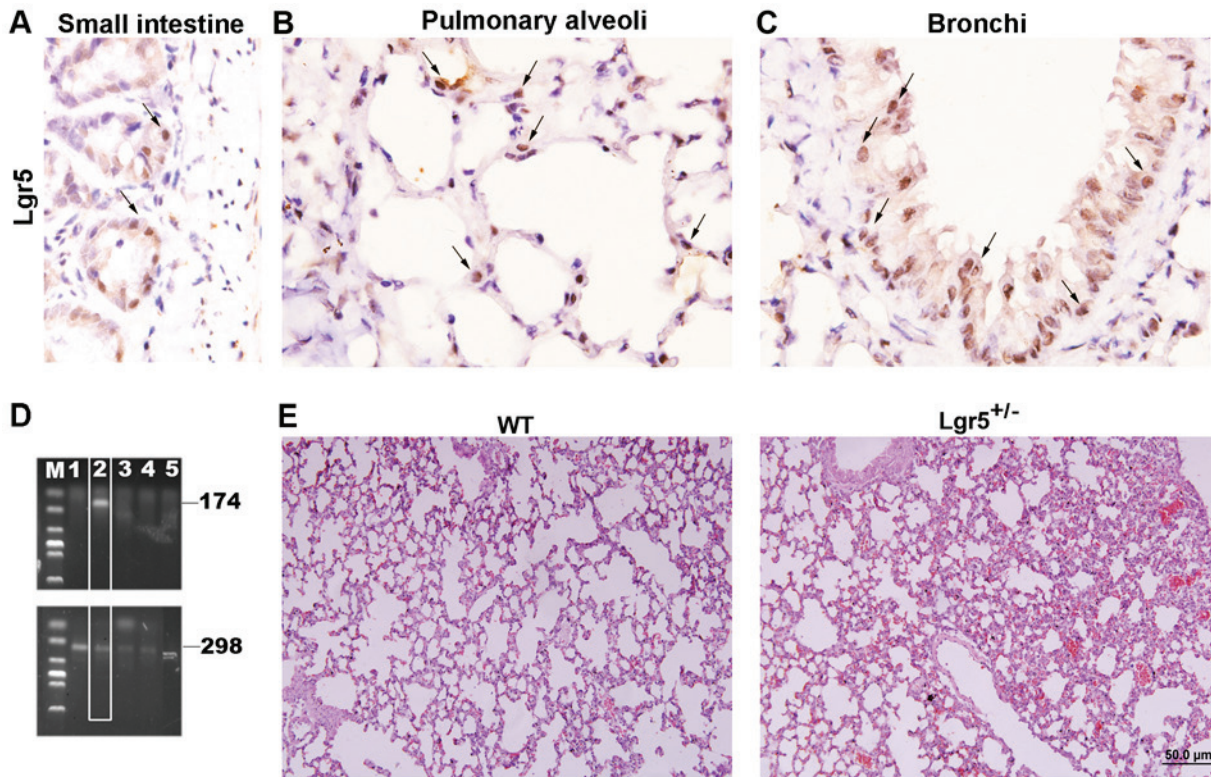 A Small intestine B Pulmonary alveoli C Bronchi
Lgr5
D E WT Lgr5+/-
M 1 2 3 4 5
174
298
50.0 µm